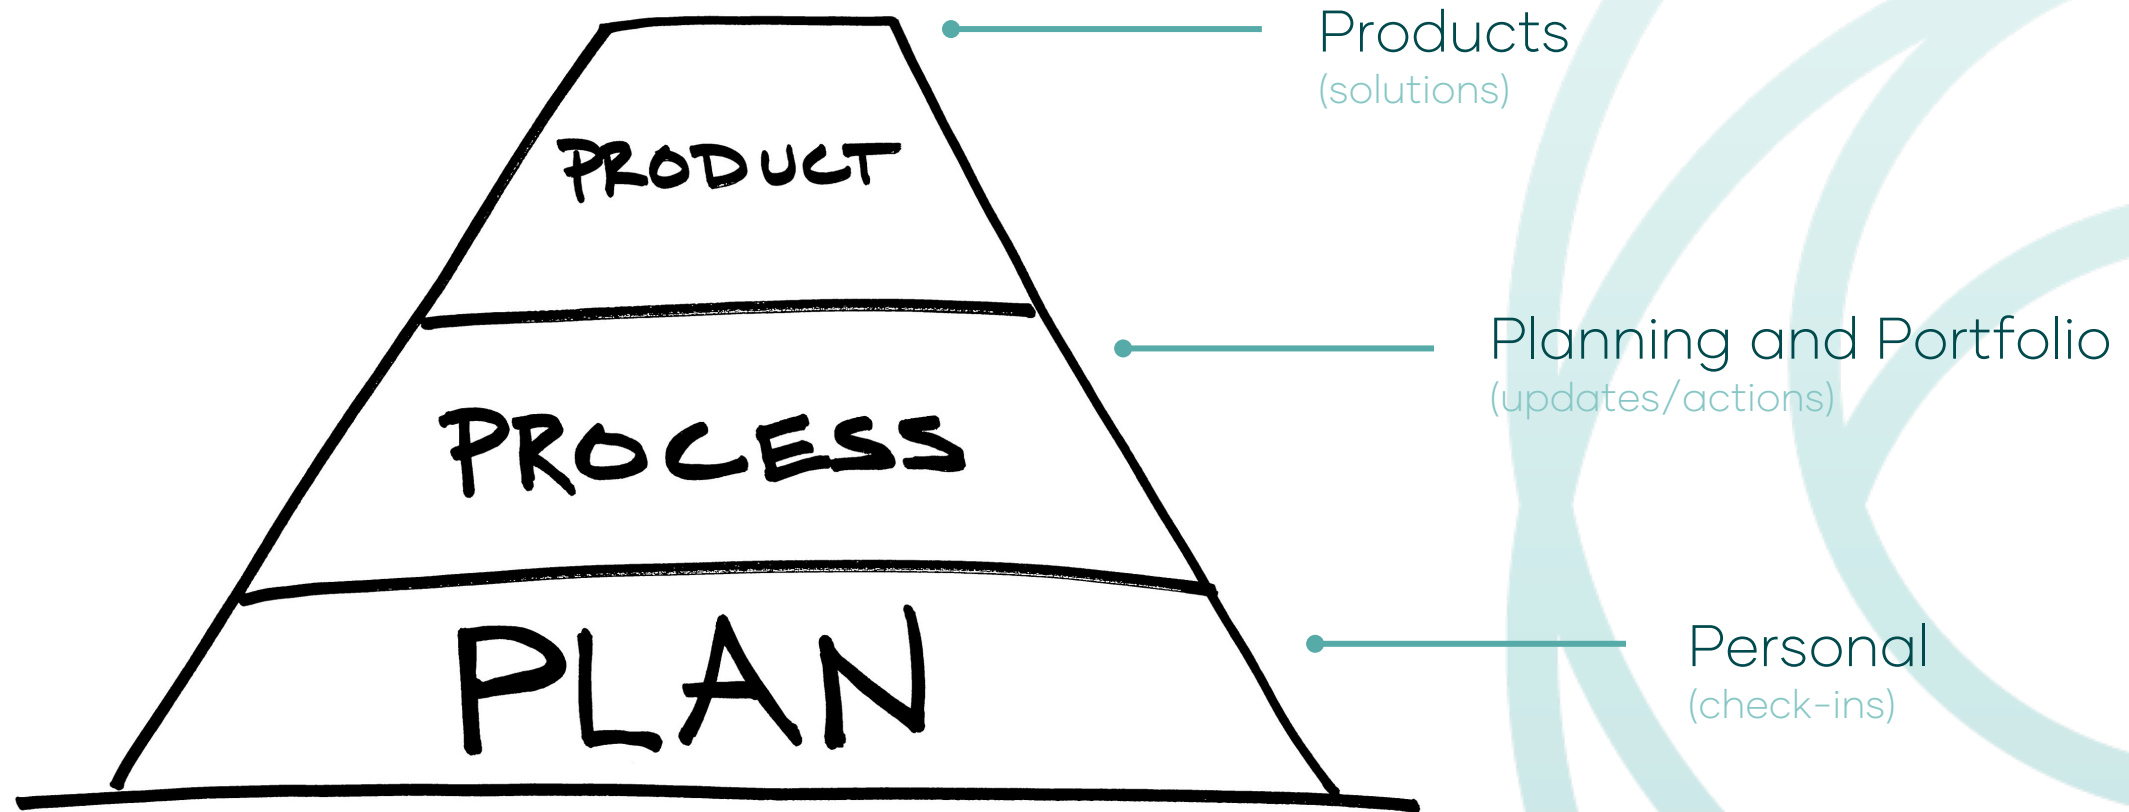 Products
(solutions)
PRODUCT
Planning and Portfolio
(updates/actions)
PROCESS
Personal
(check-ins)
PLAN